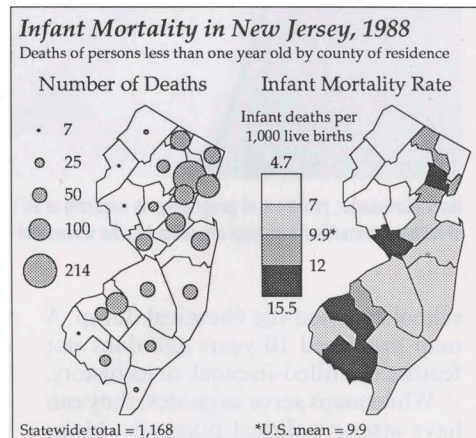 Infant Mortality in New Jersey, 1988
Deaths of persons less than one year old by county of residence
Number of Deaths
7
25
50
100
214
Statewide total = 1,168
Infant Mortality Rate
Infant deaths per
1,000 live births
4.7
7
9.9*
12
15.5
*U.S. mean = 9.9